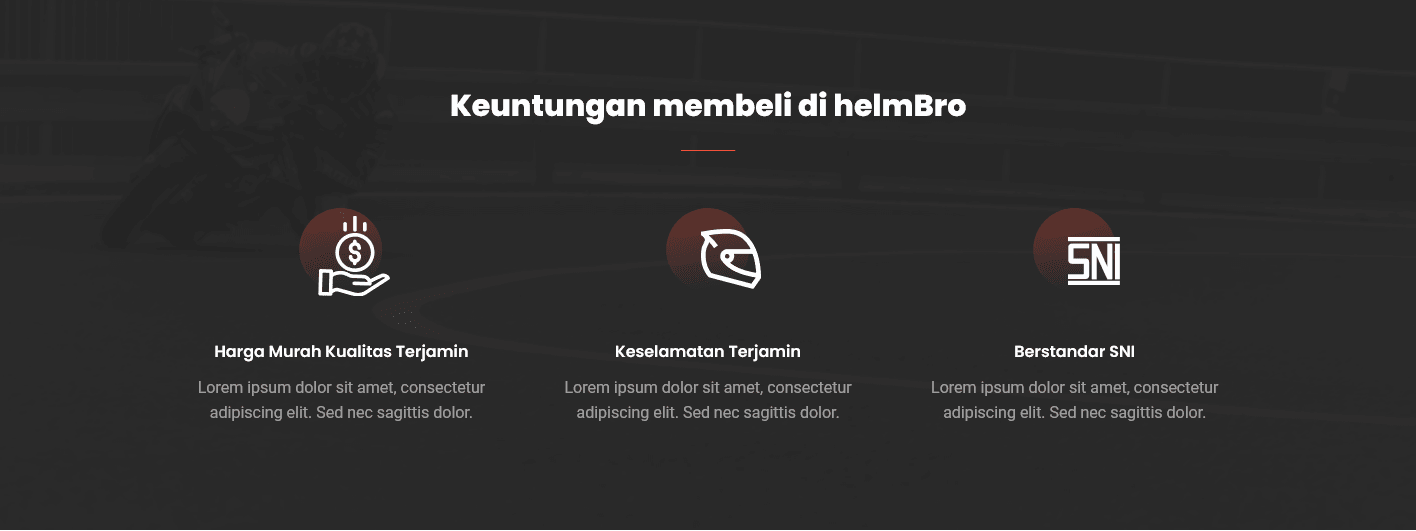 Keuntungan membeli di helmBro
$
SNI
Harga Murah Kualitas Terjamin
Keselamatan Terjamin
Berstandar SNI
Lorem ipsum dolor sit amet, consectetur
adipiscing elit. Sed nec sagittis dolor.
Lorem ipsum dolor sit amet, consectetur
adipiscing elit. Sed nec sagittis dolor.
Lorem ipsum dolor sit amet, consectetur
adipiscing elit. Sed nec sagittis dolor.